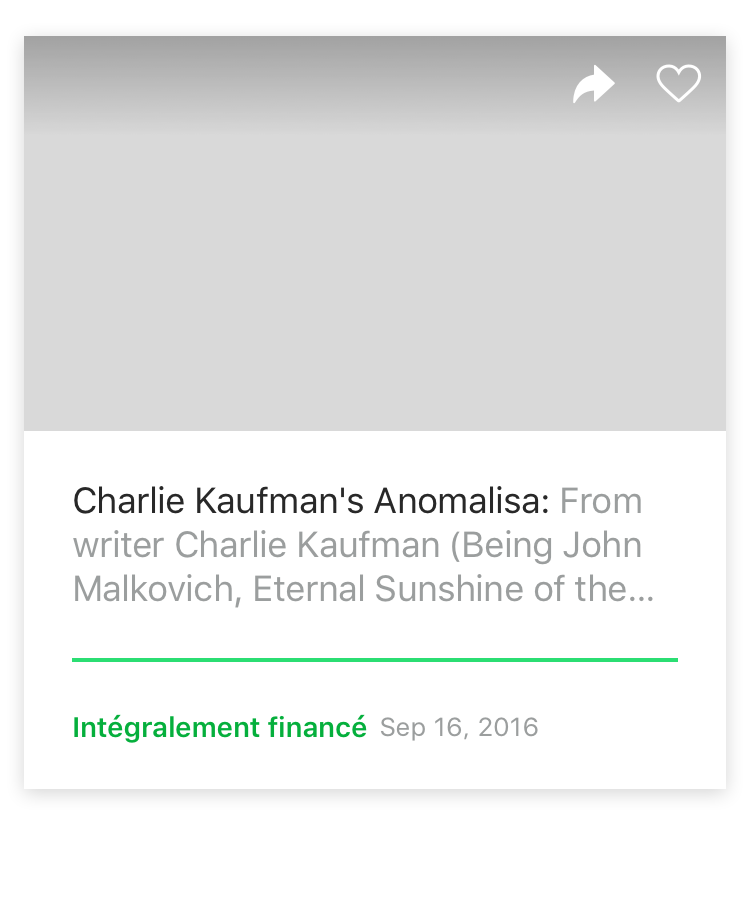 Charlie Kaufman's Anomalisa: From
writer Charlie Kaufman (Being John
Malkovich, Eternal Sunshine of the...
Intégralement financé Sep 16, 2016